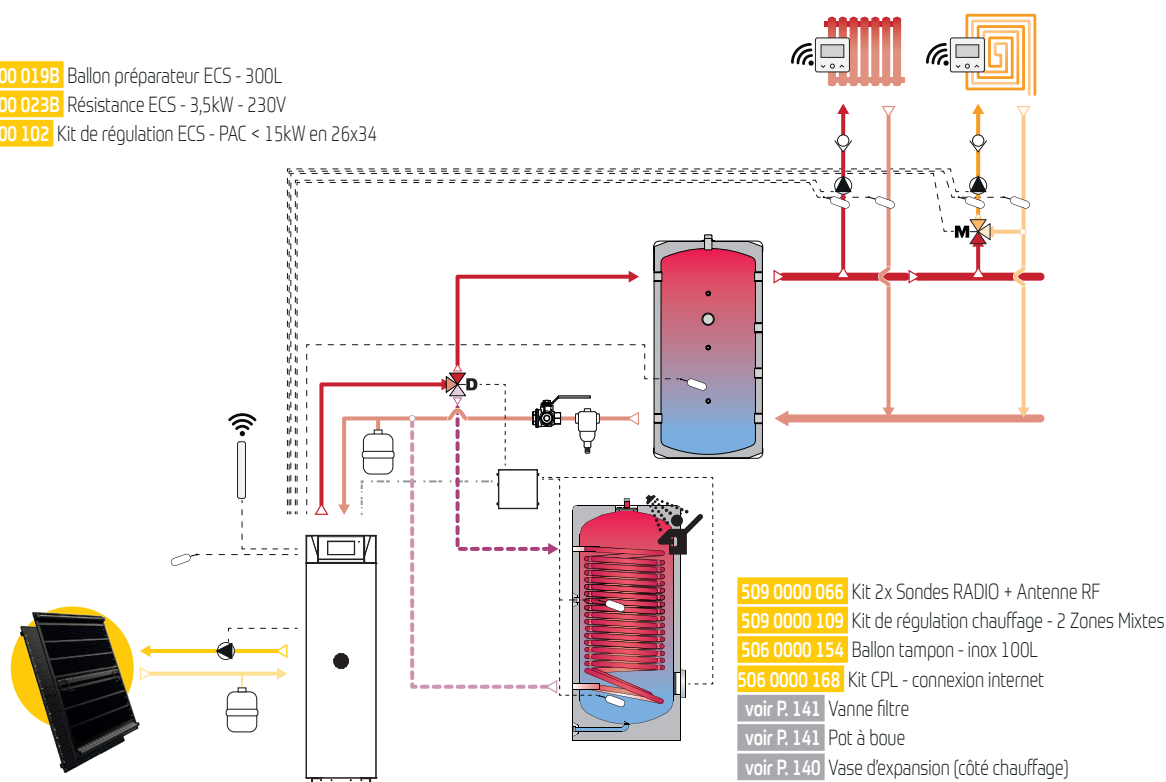 00 019B Ballon préparateur ECS - 300L
00 023B Résistance ECS - 3,5kW - 230V
00 102 Kit de régulation ECS - PAC < 15kW en 26x34
M
D
509 0000 066 Kit 2x Sondes RADIO + Antenne RF
509 0000 109 Kit de régulation chauffage - 2 Zones Mixtes
506 0000 154 Ballon tampon - inox 100L
506 0000 168 Kit CPL - connexion internet
voir P. 141 Vanne filtre
voir P. 141 Pot à boue
voir P. 140 Vase d'expansion (côté chauffage)